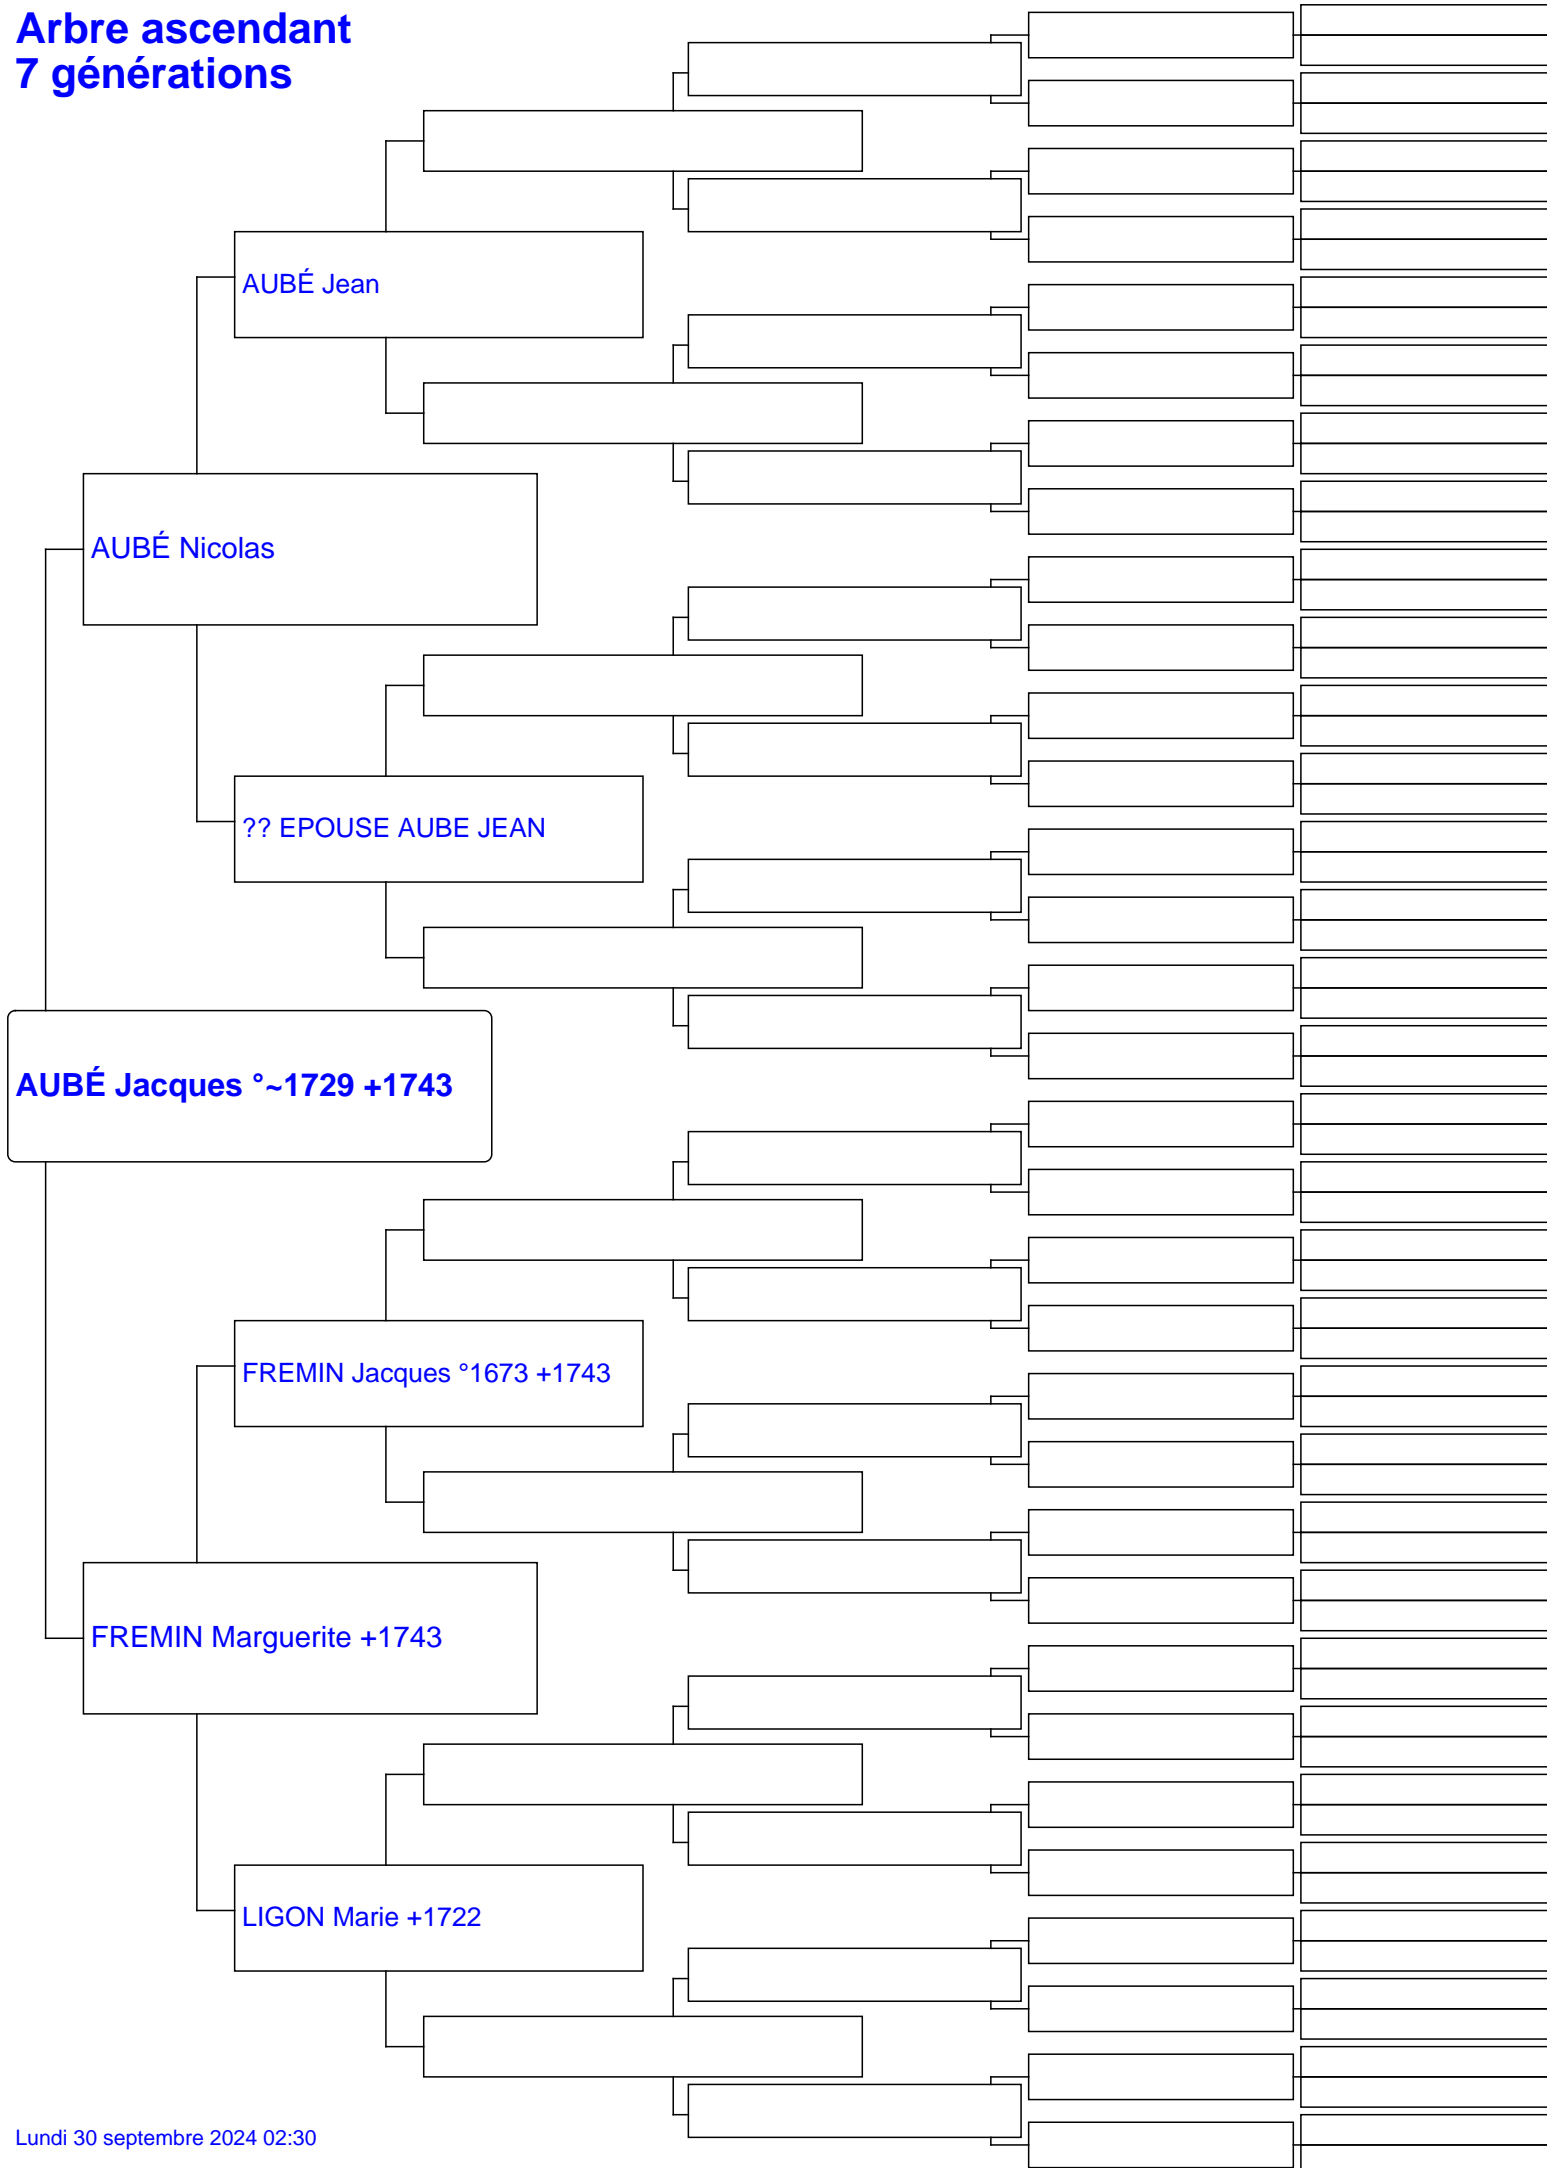 Arbre ascendant
7 générations
AUBÉ Jean
AUBÉ Nicolas
?? EPOUSE AUBE JEAN
AUBÉ Jacques °~1729 +1743
FREMIN Jacques °1673 +1743
FREMIN Marguerite +1743
LIGON Marie +1722
Lundi 30 septembre 2024 02:30